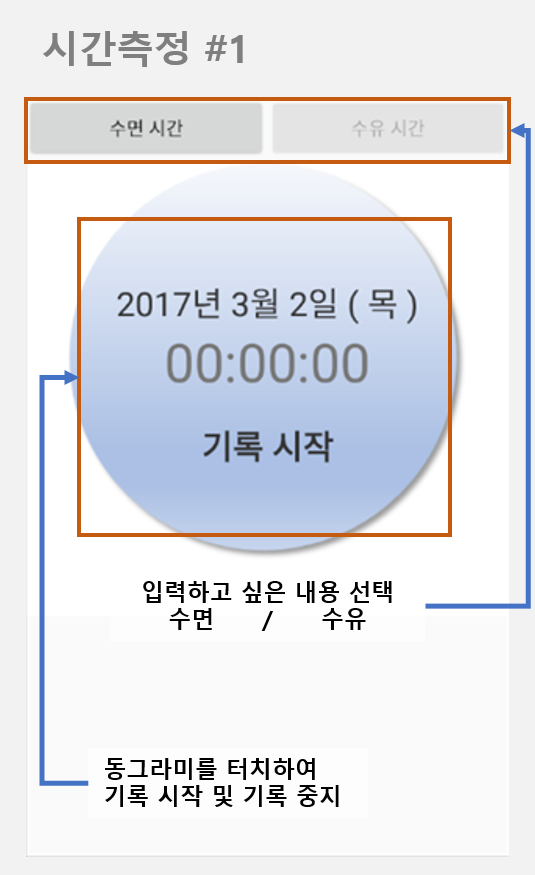 시간측정 #1
수면 시간 수유 시간
2017년 3월 2일 ( 목 )
00:00:00
기록 시작
입력하고 싶은 내용 선택
수면 / 수유
동그라미를 터치하여
기록 시작 및 기록 중지